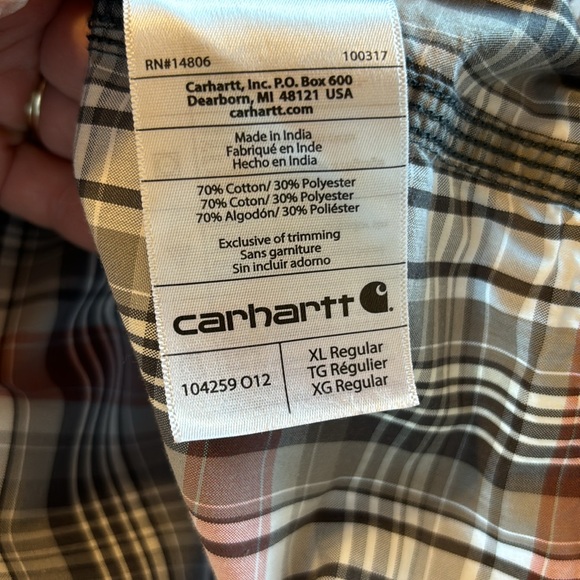 RN#14806 100317
Carhartt, Inc. P.O. Box 600
Dearborn, MI 48121 USA
carhartt.com
Made in India
Fabriqué en Inde
Hecho en India
70% Cotton/ 30% Polyester
70% Coton/ 30% Polyester
70% Algodón/ 30% Poliéster
Exclusive of trimming
Sans garniture
Sin incluir adorno
carhartt
XL Regular
104259 O12 TG Régulier
XG Regular